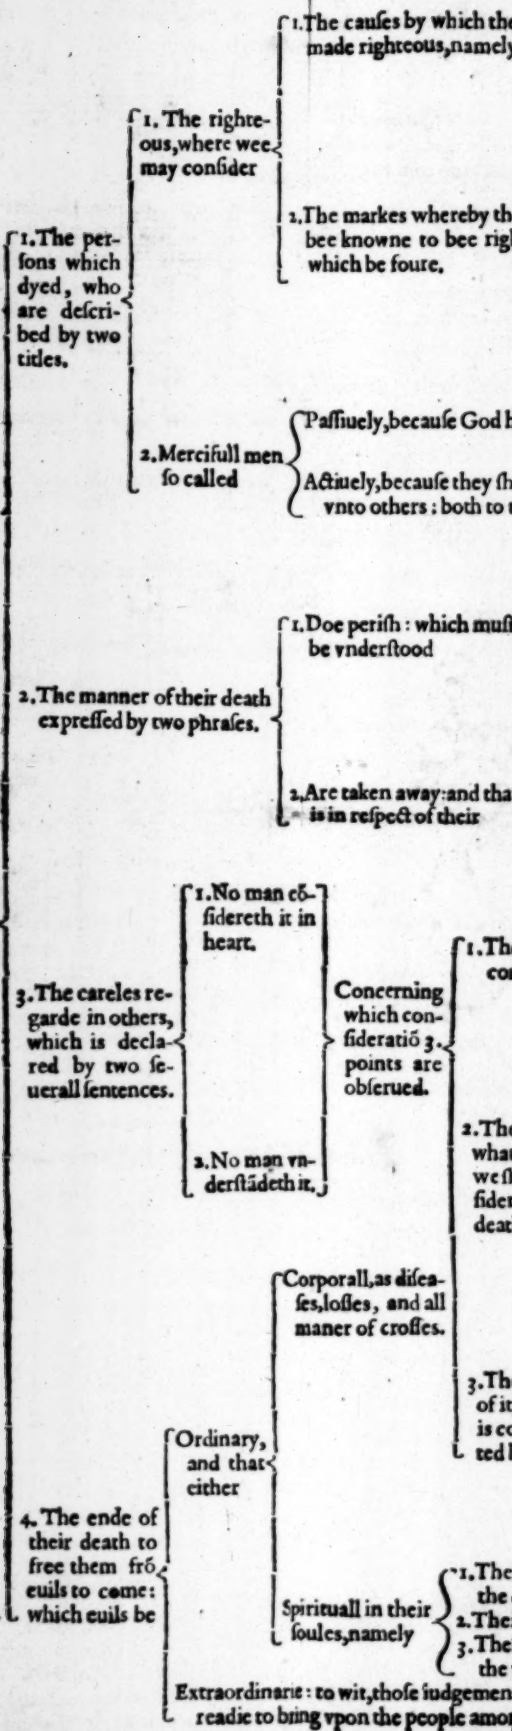 1.The cauſes by which the
made righteous,namely
1. The righte-
ous,where wee
may conſider
2.The markes whereby th
bee knowne to bee rig
which be foure.
1.The per-
ſons which
dyed, who
are deſcri-
bed by two
titles.
2.Mercifull men
ſo called
Paſſiuely,becauſe God h
Actiuely,becauſe they ſh
vnto others : both to t
2.The manner of their death
expreſſed by two phraſes.
1.Doe periſh : which muſt
be vnderſtood
2.Are taken away:and tha
is in reſpect of their
3.The careles re-
garde in others,
which is decla-
red by two ſe-
uerall ſentences.
1.No man cõ-
ſidereth it in
heart.
2.No man vn-
derſtãdeth it.
Concerning
which con-
ſideratiõ 3.
points are
obſerued.
1.The
co
2.The
wha
we ſh
ſider
deat
3.Th
of it
is co
ted
4. The ende of
their death to
free them frõ
euils to come:
which euils be
Ordinary,
and that
either
Corporall,as diſea-
ſes,loſſes, and all
maner of croſſes.
Spirituall in their
ſoules,namely
1.The
the
2.The
3.The
the
Extraordinarie : to wit,thoſe iudgemen
readie to bring vpon the people amo